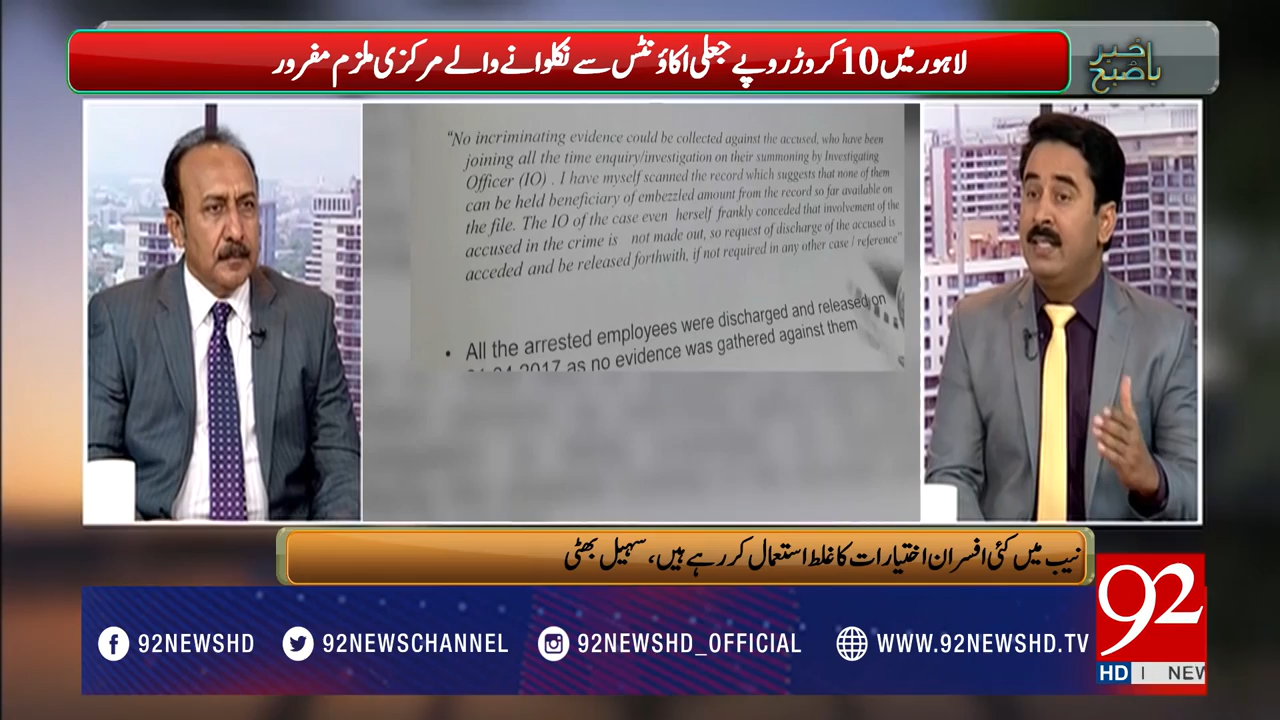 لاہور میں 10 کروڑ روپے جعلی اکاؤنٹس سے نکلوانے والے مرکزی ملزم مفرور
باخبر صبح
"No incriminating evidence could be collected against the accused, who have been
joining all the time enquiry/investigation on their summoning by Investigating
Officer (IO) . I have myself scanned the record which suggests that none of them
can be held beneficiary of embezzled amount from the record so far available on
the file. The IO of the case even herself frankly conceded that involvement of the
accused in the crime is not made out, so request of discharge of the accused is
acceded and be released forthwith, if not required in any other case / reference"
• All the arrested employees were discharged and released on
2017 as no evidence was gathered against them
نیب میں کئی افسران اختیارات کا غلط استعمال کر رہے ہیں، سہیل بھٹی
92NEWSHD 92NEWSCHANNEL 92NEWSHD_OFFICIAL WWW.92NEWSHD.TV
92
HD NEW